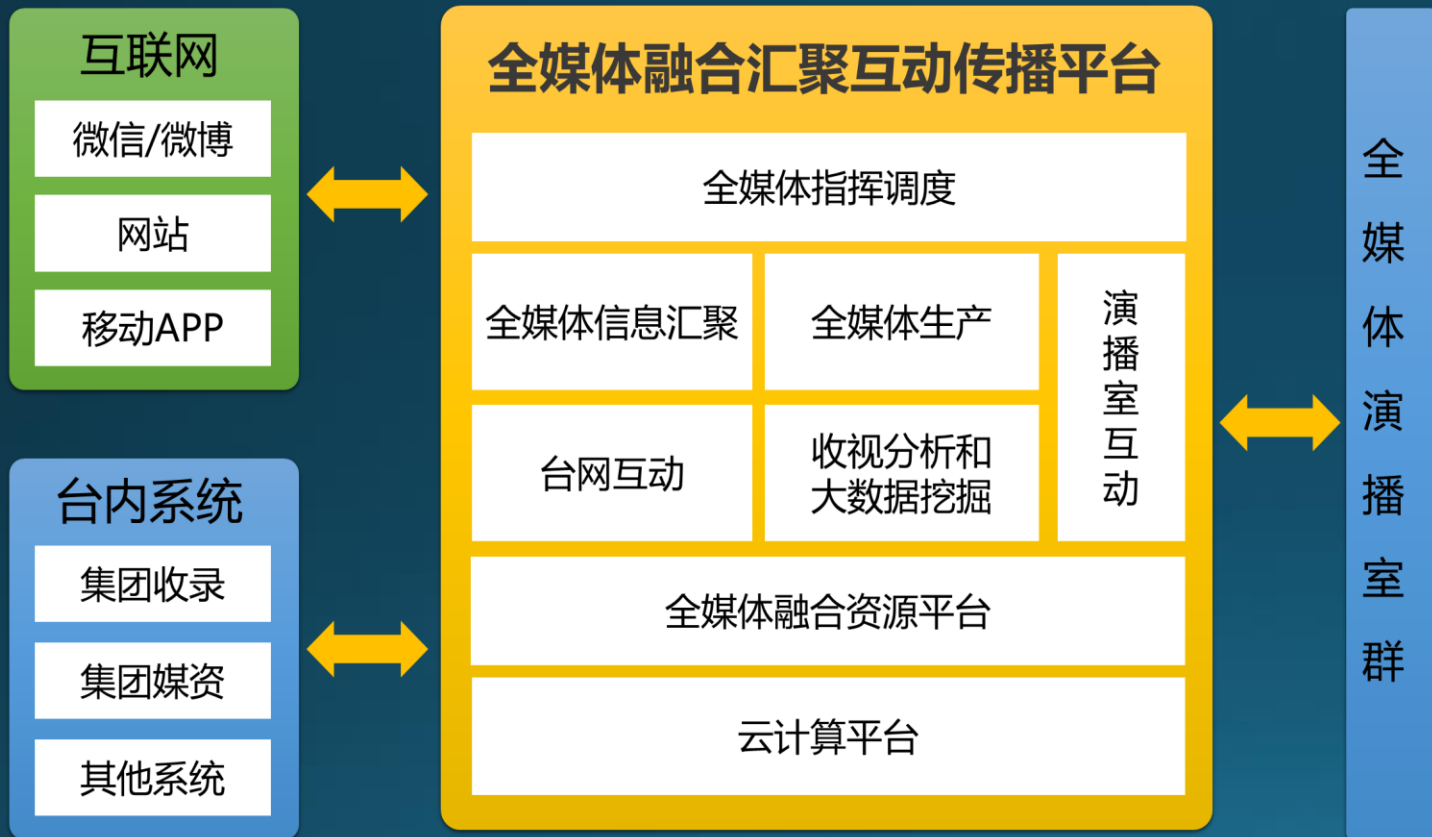 互联网
微信/微博
网站
移动APP
台内系统
集团收录
集团媒资
其他系统
全媒体融合汇聚互动传播平台
全媒体指挥调度
全媒体信息汇聚
全媒体生产
台网互动
收视分析和
大数据挖掘
演播室互动
全媒体融合资源平台
云计算平台
全媒体演播室群